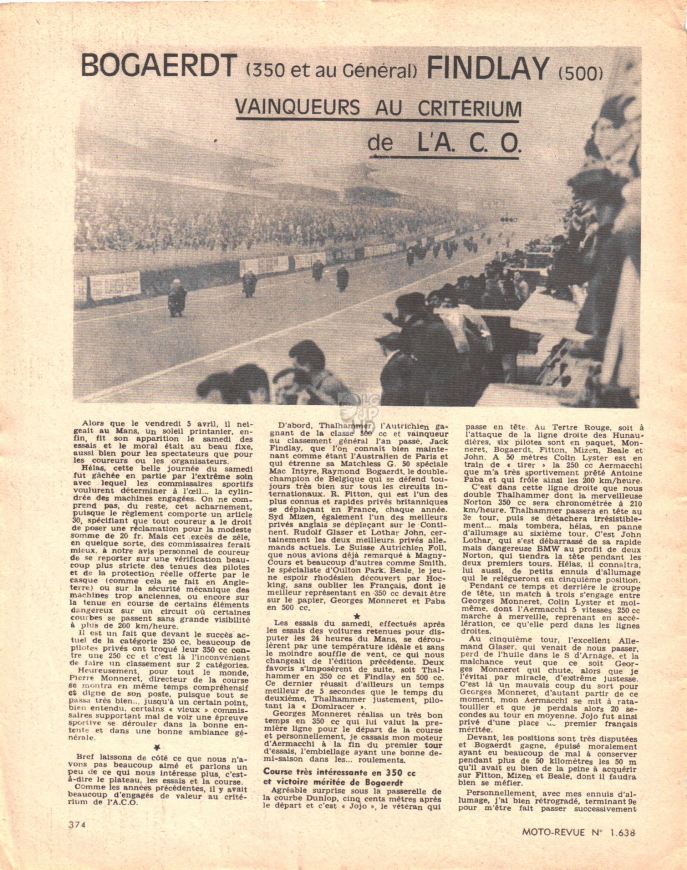 BOGAERDT (350 et au Général) FINDLAY (500)
VAINQUEURS AU CRITÉRIUM
de L'A. C. O.
Alors que le vendredi 5 avril, il nei-
geait au Mans, un soleil printanier, en-
fin, fit son apparition le samedi des
essais et le moral était au beau fixe,
aussi bien pour les spectateurs que pour
les coureurs ou les organisateurs.
Hélas, cette belle journée du samedi
fut gâchée en partie par l'extrême soin
avec lequel les commissaires sportifs
voulurent déterminer à l'œil... la cylin-
drée des machines engagées. On ne com-
prend pas, du reste, cet acharnement,
puisque le règlement comporte un article
30, spécifiant que tout coureur a le droit
de poser une réclamation pour la modeste
somme de 20 fr. Mais cet excès de zèle,
en quelque sorte, des commissaires ferait
mieux, à notre avis personnel de coureur
de se reporter sur une vérification beau-
coup plus stricte des tenues des pilotes
et de la protection réelle offerte par le
casque (comme cela se fait en Angle-
terre) ou sur la sécurité mécanique des
machines trop anciennes, ou encore sur
la tenue en course de certains éléments
dangereux sur un circuit où certaines
courbes se passent sans grande visibilité
à plus de 200 km/heure.
Il est un fait que devant le succès ac-
tuel de la catégorie 250 cc, beaucoup de
pilotes privés ont troqué leur 350 cc con-
tre une 250 cc et c'est là l'inconvénient
de faire un classement sur 2 catégories.
Heureusement, pour tout le monde,
Pierre Monneret, directeur de la course
se montra en même temps compréhensif
et digne de son poste, puisque tout se
passa très bien... jusqu'à un certain point,
bien entendu, certains « vieux » commis-
saires supportant mal de voir une épreuve
sportive se dérouler dans la bonne en-
tente et dans une bonne ambiance gé-
nérale.
Bref laissons de côté ce que nous n'a-
vons pas beaucoup aimé et parlons un
peu de ce qui nous intéresse plus, c'est-
à-dire le plateau, les essais et la course.
Comme les années précédentes, il y avait
beaucoup d'engagés de valeur au crité-
rium de l'A.C.O.
D'abord, Thalhammer l'Autrichien ga-
gnant de la classe 500 cc et vainqueur
au classement général l'an passé, Jack
Findlay, que l'on connaît bien mainte-
nant comme étant l'Australien de Paris et
qui étrenne sa Matchless G. 50 spéciale
Mac Intyre, Raymond Bogaerdt, le double-
champion de Belgique qui se défend tou-
jours très bien sur tous les circuits in-
ternationaux. R. Fitton, qui est l'un des
plus connus et rapides privés britanniques
se déplaçant en France, chaque année.
Syd Mizen, également l'un des meilleurs
privés anglais se déplaçant sur le Conti-
nent. Rudolf Glaser et Lothar John, cer-
tainement les deux meilleurs privés alle-
mands actuels. Le Suisse Autrichien Foll,
que nous avions déjà remarqué à Magny-
Cours et beaucoup d'autres comme Smith,
le spécialiste d'Oulton Park, Beale, le jeu-
ne espoir rhodésien découvert par Hoc-
king, sans oublier les Français, dont le
meilleur représentant en 350 cc devait être
sur le papier, Georges Monneret et Paba
en 500 cc.
Les essais du samedi, effectués après
les essais des voitures retenues pour dis-
puter les 24 heures du Mans, se dérou-
lèrent par une température idéale et sans
le moindre souffle de vent, ce qui nous
changeait de l'édition précédente. Deux
favoris s'imposèrent de suite, soit Thal-
hammer en 350 cc et Findlay en 500 cc.
Ce dernier réussit d'ailleurs un temps
meilleur de 5 secondes que le temps du
deuxième, Thalhammer justement, pilo-
tant la « Domiracer ».
Georges Monneret réalisa un très bon
temps en 350 cc qui lui valut la pre-
mière ligne pour le départ de la course
et personnellement, je cassais mon moteur
d'Aermacchi à la fin du premier tour
d'essais, l'embiellage ayant une bonne de-
mi-saison dans les... roulements.
Course très intéressante en 350 cc
et victoire méritée de Bogaerdt
Agréable surprise sous la passerelle de
la courbe Dunlop, cinq cents mètres après
le départ et c'est « Jojo », le vétéran qui
passe en tête. Au Tertre Rouge, soit à
l'attaque de la ligne droite des Hunau-
dières, six pilotes sont en paquet, Mon-
neret, Bogaerdt, Fitton, Mizen, Beale et
John. A 50 mètres Colin Lyster est en
train de « tirer » la 250 cc Aermacchi
que m'a très sportivement prêté Antoine
Paba et qui frôle ainsi les 200 km/heure.
C'est dans cette ligne droite que nous
double Thalhammer dont la merveilleuse
Norton 350 cc sera chronométrée à 210
km/heure. Thalhammer passera en tête au
3e tour, puis se détachera irrésistible-
ment... mais tombera, hélas, en panne
d'allumage au sixième tour. C'est John
Lothar, qui s'est débarrassé de sa rapide
mais dangereuse BMW au profit de deux
Norton, qui tiendra la tête pendant les
deux premiers tours. Hélas, il connaîtra,
lui aussi, de petits ennuis d'allumage
qui le relégueront en cinquième position.
Pendant ce temps et derrière le groupe
de tête, un match à trois s'engage entre
Georges Monneret, Colin Lyster et moi-
même, dont l'Aermacchi 5 vitesses 250 cc
marche à merveille, reprenant en accé-
lération, ce qu'elle perd dans les lignes
droites.
Au cinquième tour, l'excellent Alle-
mand Glaser, qui venait de nous passer,
perd de l'huile dans le S d'Arnage, et la
malchance veut que ce soit Geor-
ges Monneret qui chute, alors que je
l'évitai par miracle, d'extrême justesse.
C'est là un mauvais coup du sort pour
Georges Monneret, d'autant que de ce
moment, mon Aermacchi se mit à rata-
touiller et que je perdais alors 20 se-
condes au tour en moyenne. Jojo fut ainsi
privé d'une place de premier français
méritée.
Devant, les positions sont très disputées
et Bogaerdt gagne, épuisé moralement
ayant eu beaucoup de mal à conserver
pendant plus de 50 kilomètres les 50 m
qu'il avait eu bien de la peine à acquérir
sur Fitton, Mizen et Beale, dont il faudra
bien se méfier.
Personnellement, avec mes ennuis d'al-
lumage, j'ai bien rétrogradé, terminant 9e
pour m'être fait passer successivement
374
MOTO-REVUE N° 1.638